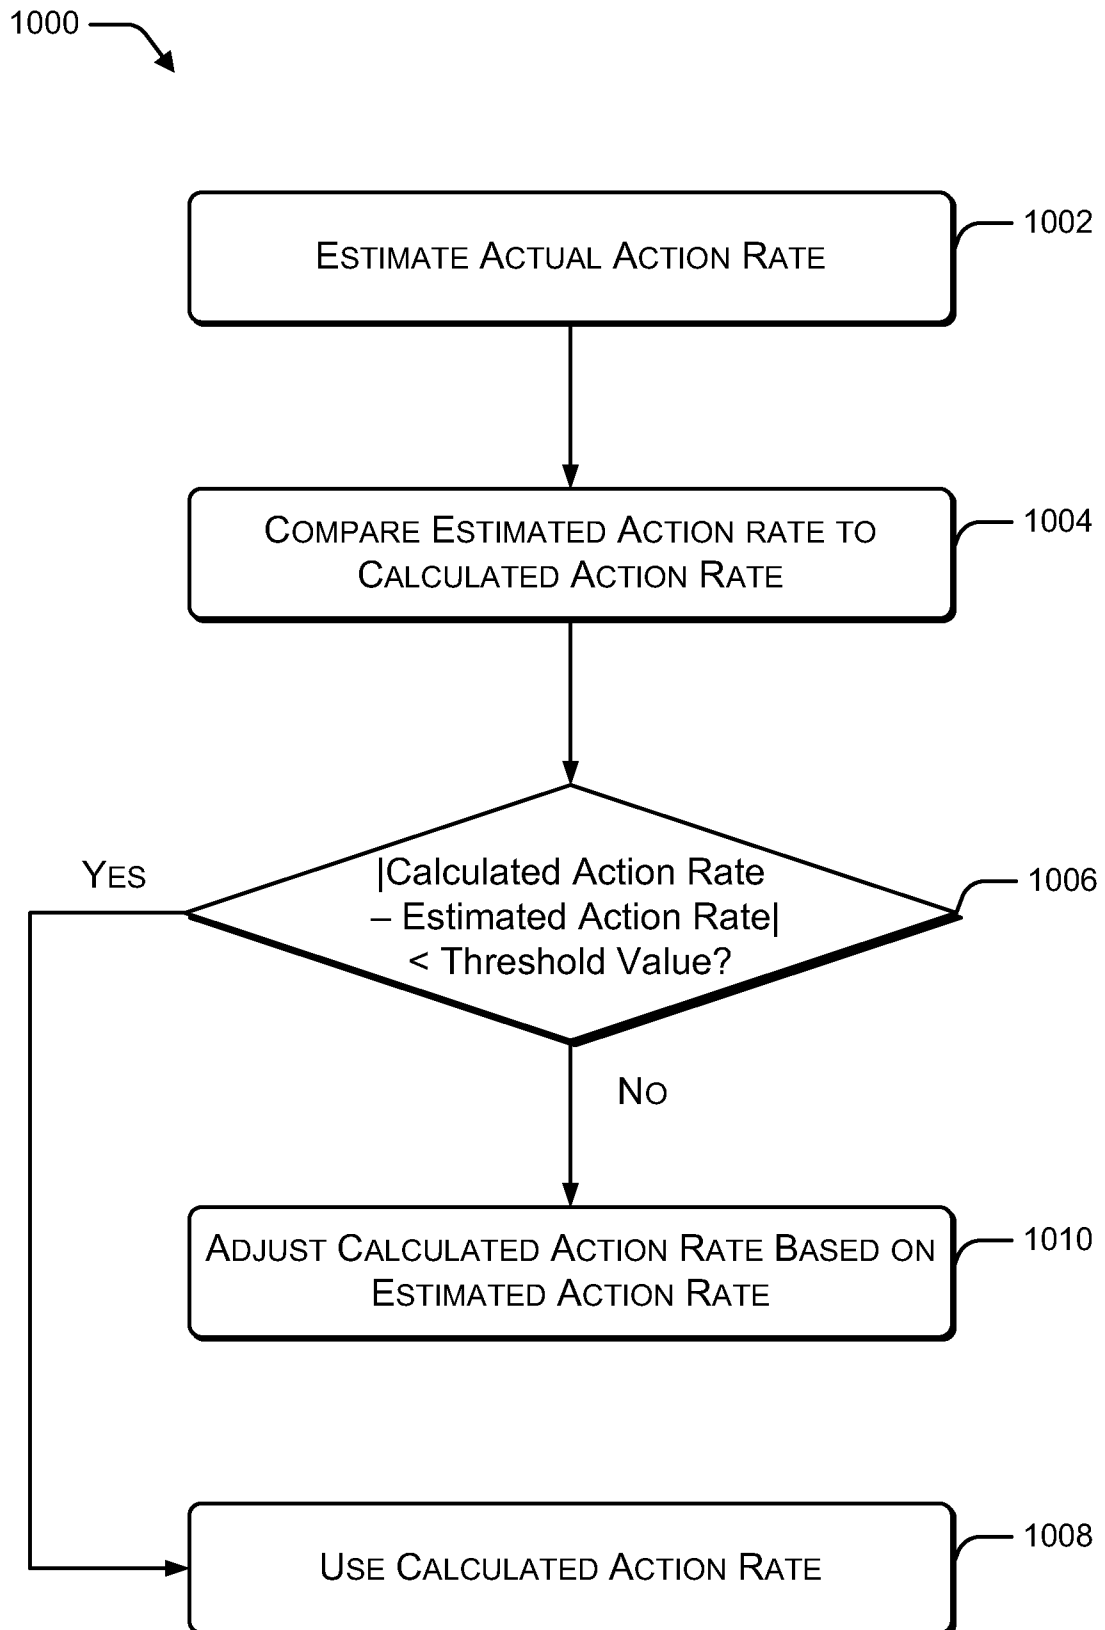 1000
ESTIMATE ACTUAL ACTION RATE
1002
COMPARE ESTIMATED ACTION RATE TO
CALCULATED ACTION RATE
1004
YES
|Calculated Action Rate
– Estimated Action Rate|
< Threshold Value?
1006
NO
ADJUST CALCULATED ACTION RATE BASED ON
ESTIMATED ACTION RATE
1010
USE CALCULATED ACTION RATE
1008